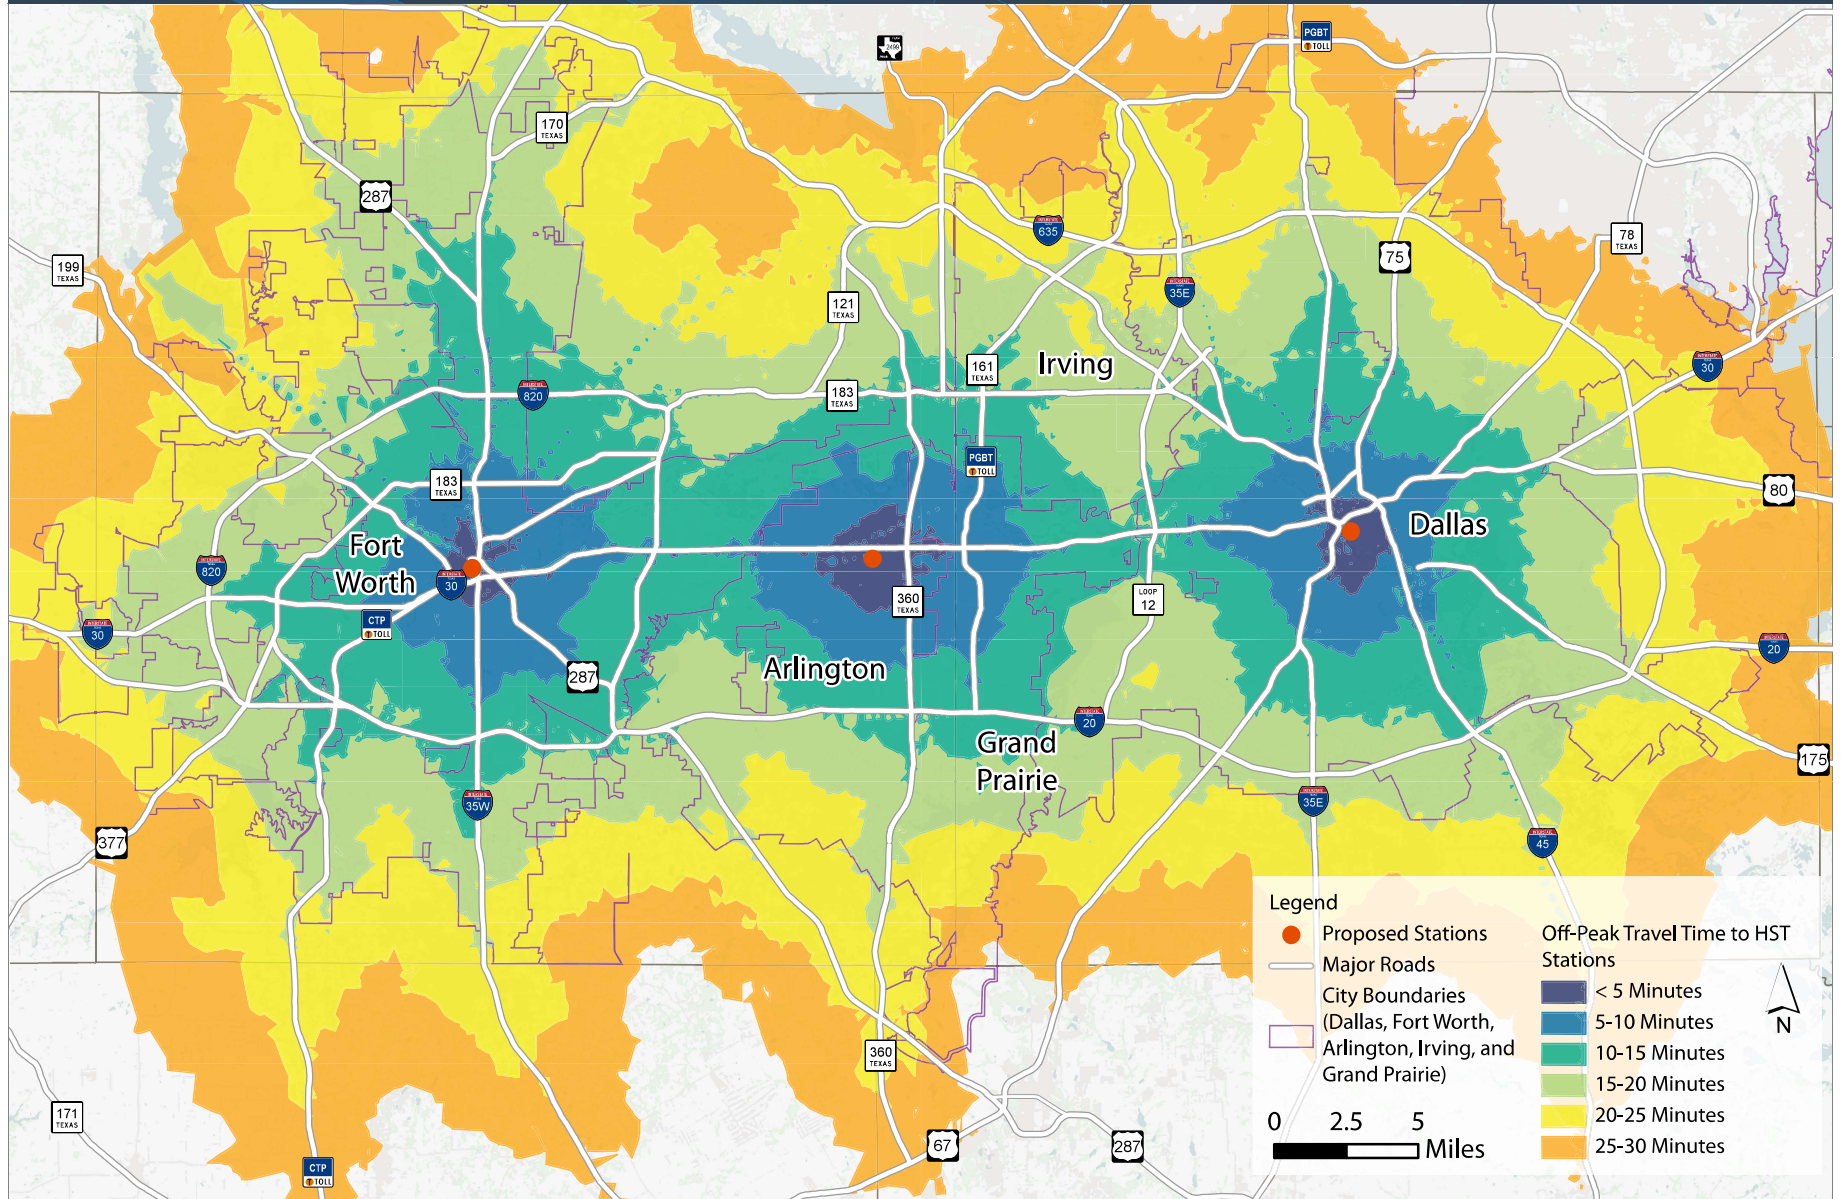 PGBT
TOLL
2499
170
TEXAS
287
635
78
TEXAS
75
199
TEXAS
35E
121
TEXAS
Irving
161
TEXAS
30
820
183
TEXAS
PGBT
TOLL
183
TEXAS
80
Dallas
Fort
Worth
820
30
360
TEXAS
LOOP
12
CTP
TOLL
30
20
Arlington
287
20
Grand
Prairie
175
35W
35E
377
45
360
TEXAS
171
TEXAS
67
287
CTP
TOLL
Legend
Proposed Stations
Major Roads
City Boundaries
(Dallas, Fort Worth,
Arlington, Irving, and
Grand Prairie)
0 2.5 5
Miles
Off-Peak Travel Time to HST
Stations
< 5 Minutes
5-10 Minutes
10-15 Minutes
15-20 Minutes
20-25 Minutes
25-30 Minutes
N